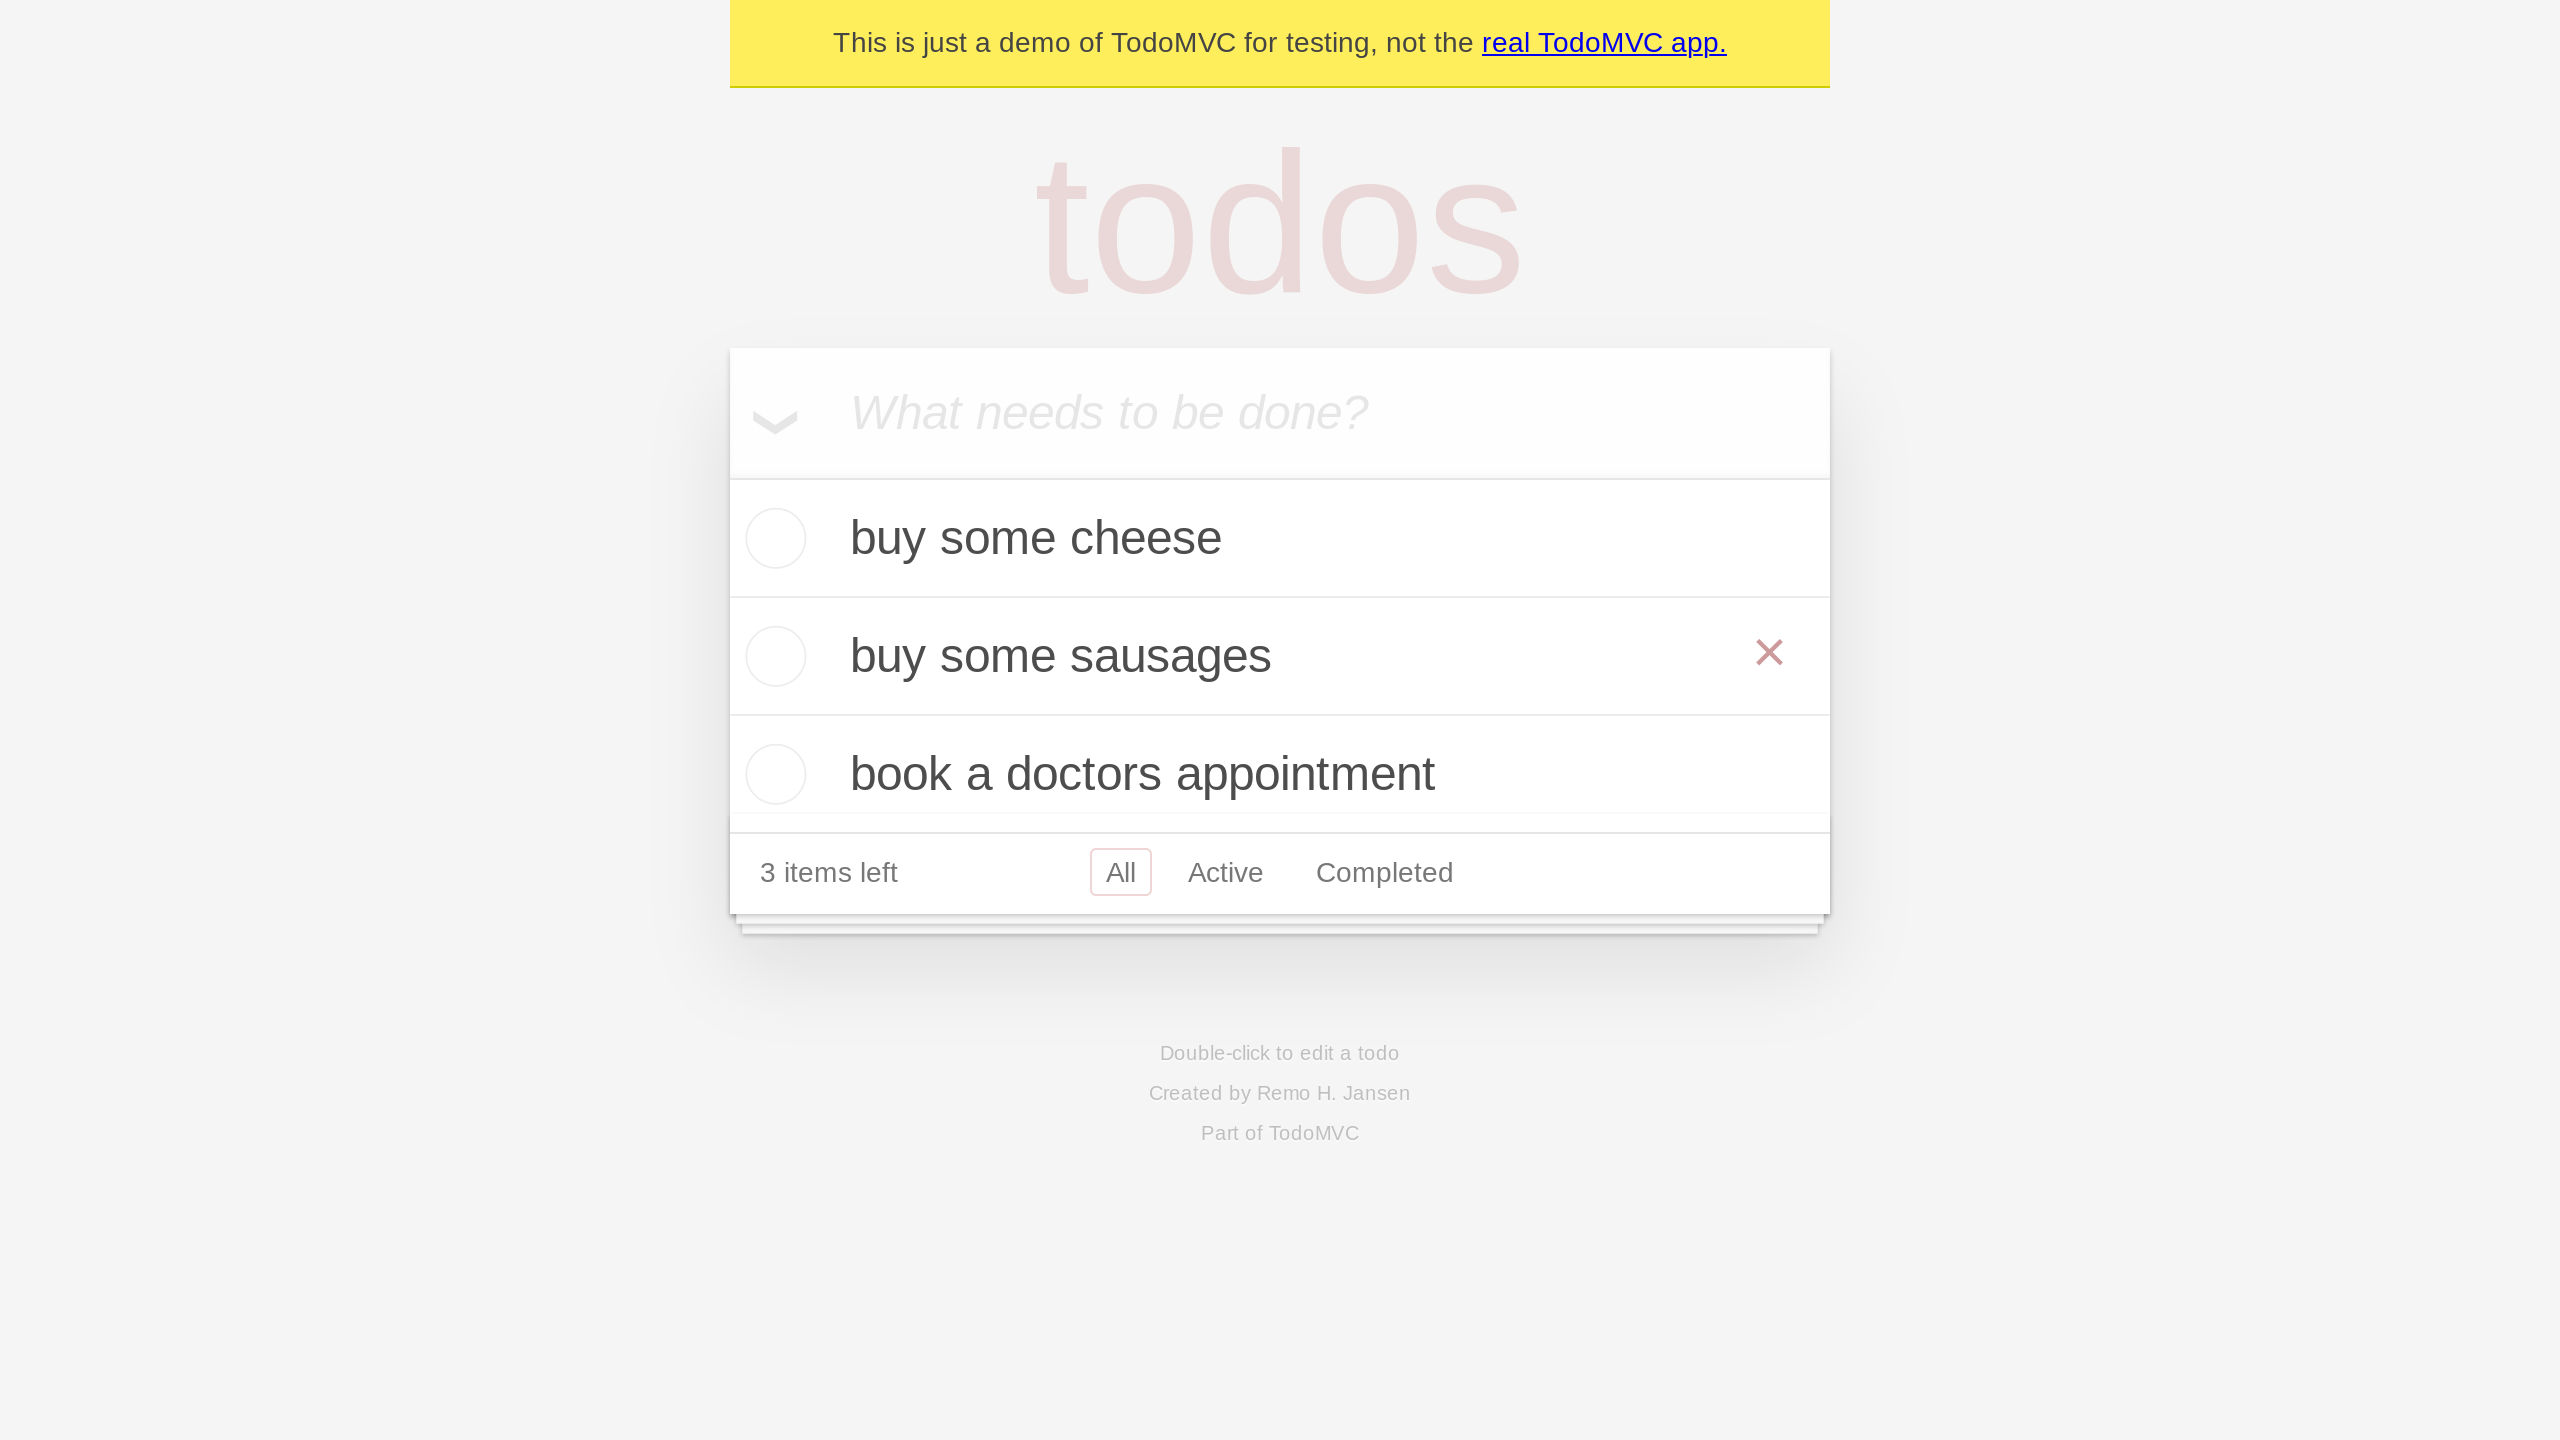 This is just a demo of TodoMVC for testing, not the real TodoMVC app.
todos
What needs to be done?
buy some cheese
buy some sausages
book a doctors appointment
3 items left
All
Active
Completed
Double-click to edit a todo
Created by Remo H. Jansen
Part of TodoMVC